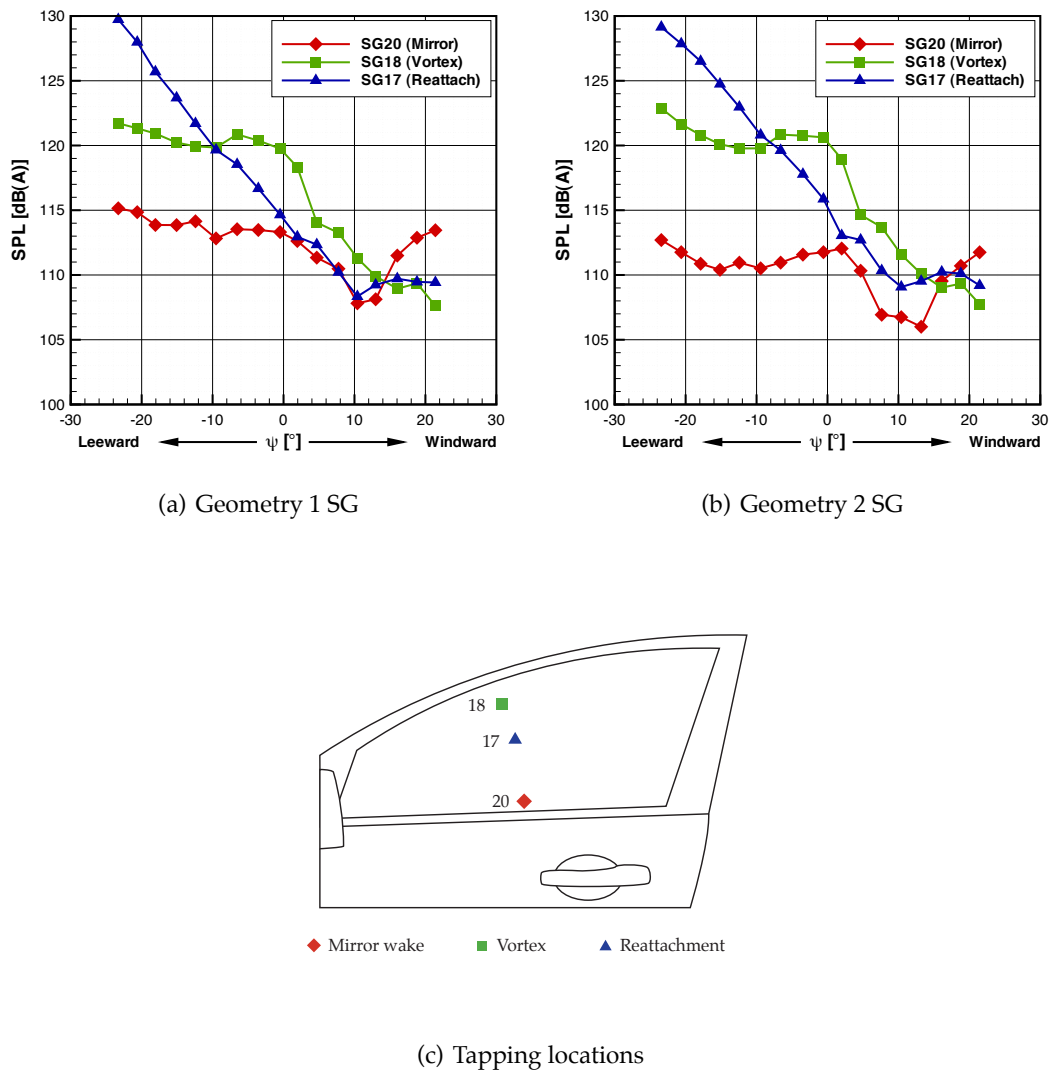 130
125
120
115
110
105
100
SPL [dB(A)]
SG20 (Mirror)
SG18 (Vortex)
SG17 (Reattach)
-30 -20 -10 0 10 20 30
Leeward ψ [°] Windward
(a) Geometry 1 SG
130
125
120
115
110
105
100
SPL [dB(A)]
SG20 (Mirror)
SG18 (Vortex)
SG17 (Reattach)
-30 -20 -10 0 10 20 30
Leeward ψ [°] Windward
(b) Geometry 2 SG
18
17
20
Mirror wake Vortex Reattachment
(c) Tapping locations